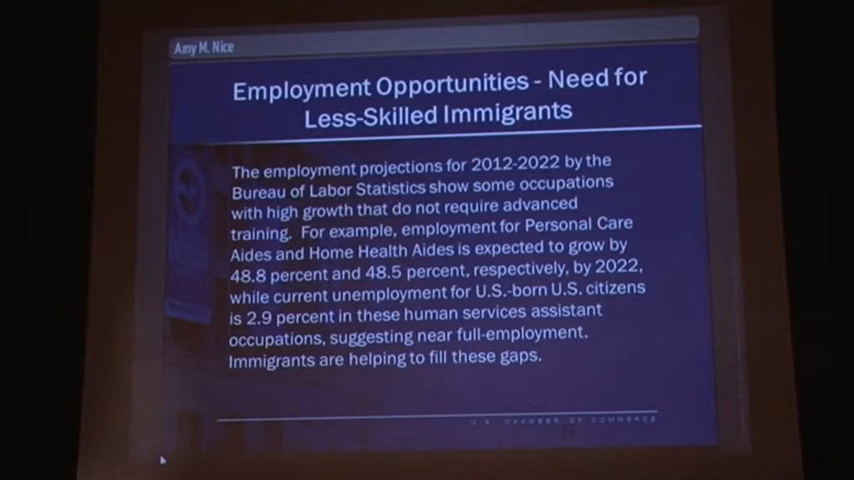 Amy M. Nice
Employment Opportunities - Need for
Less-Skilled Immigrants
The employment projections for 2012-2022 by the
Bureau of Labor Statistics show some occupations
with high growth that do not require advanced
training. For example, employment for Personal Care
Aides and Home Health Aides is expected to grow by
48.8 percent and 48.5 percent, respectively, by 2022,
while current unemployment for U.S.-born U.S. citizens
is 2.9 percent in these human services assistant
occupations, suggesting near full-employment.
Immigrants are helping to fill these gaps.
U.S. CHAMBER OF COMMERCE